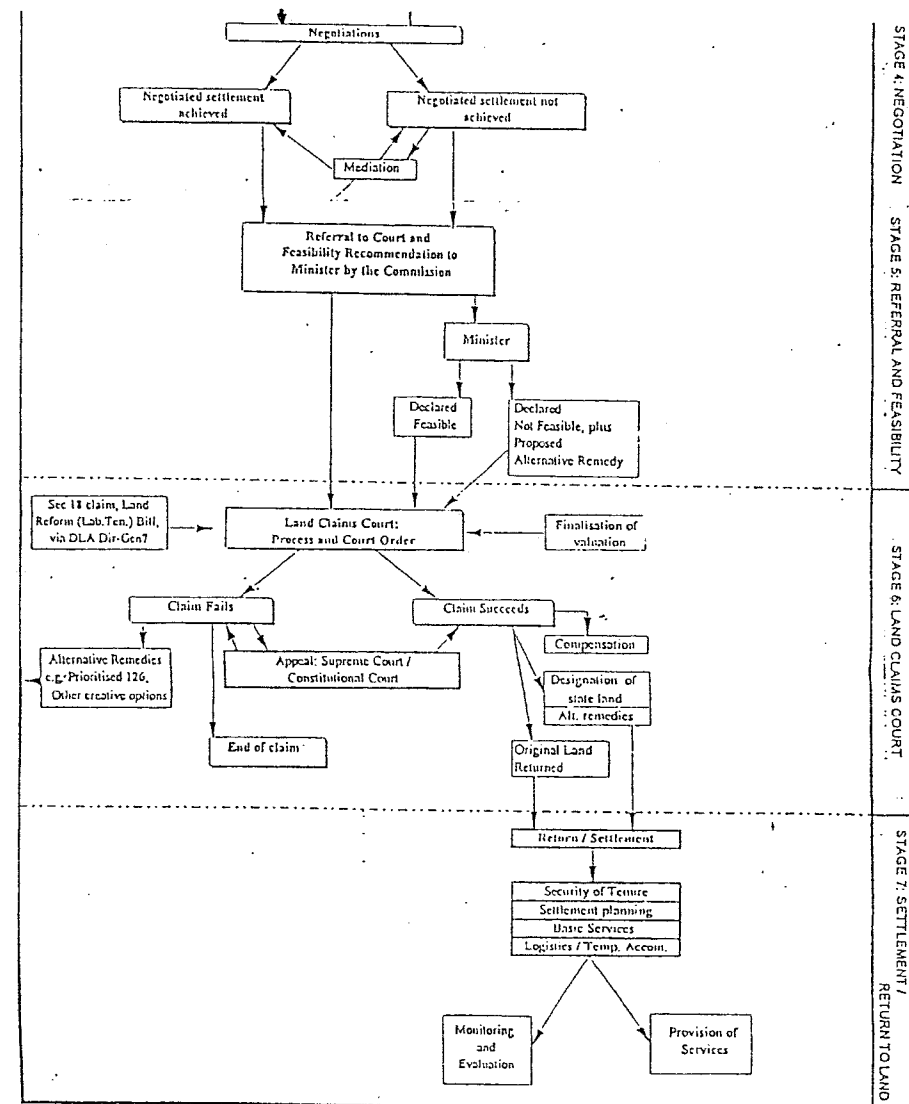 Negotiations
Negotiated settlement
achieved
Negotiated settlement not
achieved
Mediation
STAGE 4: NEGOTIATION
Referral to Court and
Feasibility Recommendation to
Minister by the Commission
Minister
Declared
Feasible
Declared
Not Feasible, plus
Proposed
Alternative Remedy
STAGE 5: REFERRAL AND FEASIBILITY
Sec 18 claim, Land
Reform (Lab.Ten.) Bill,
via DLA Dir-Gen?
Land Claims Court:
Process and Court Order
Finalisation of
valuation
Claim Fails
Claim Succeeds
Compensation
Alternative Remedies
e.g. Prioritised 126,
Other creative options
Appeal: Supreme Court /
Constitutional Court
Designation of
state land
Alt. remedies
End of claim
Original Land
Returned
STAGE 6: LAND CLAIMS COURT
Return / Settlement
Security of Tenure
Settlement planning
Basic Services
Logistics / Temp. Accom.
Monitoring
and
Evaluation
Provision of
Services
STAGE 7: SETTLEMENT /
RETURN TO LAND